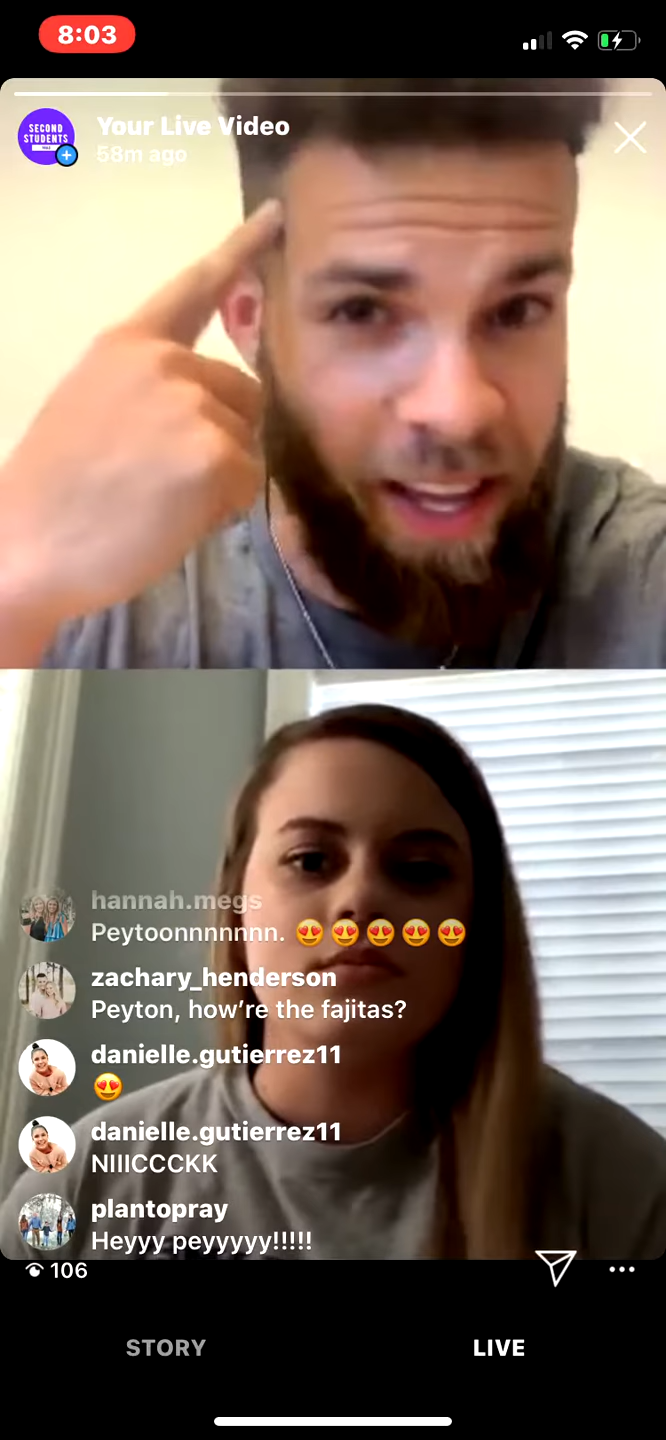 8:03
SECOND
STUDENTS
Your Live Video
58m ago
hannah.megs
Peytoonnnnnnn. 😍😍😍😍😍
zachary_henderson
Peyton, how’re the fajitas?
danielle.gutierrez11
😍
danielle.gutierrez11
NIIICCCKK
plantopray
Heyyy peyyyyy!!!!!
106
STORY
LIVE